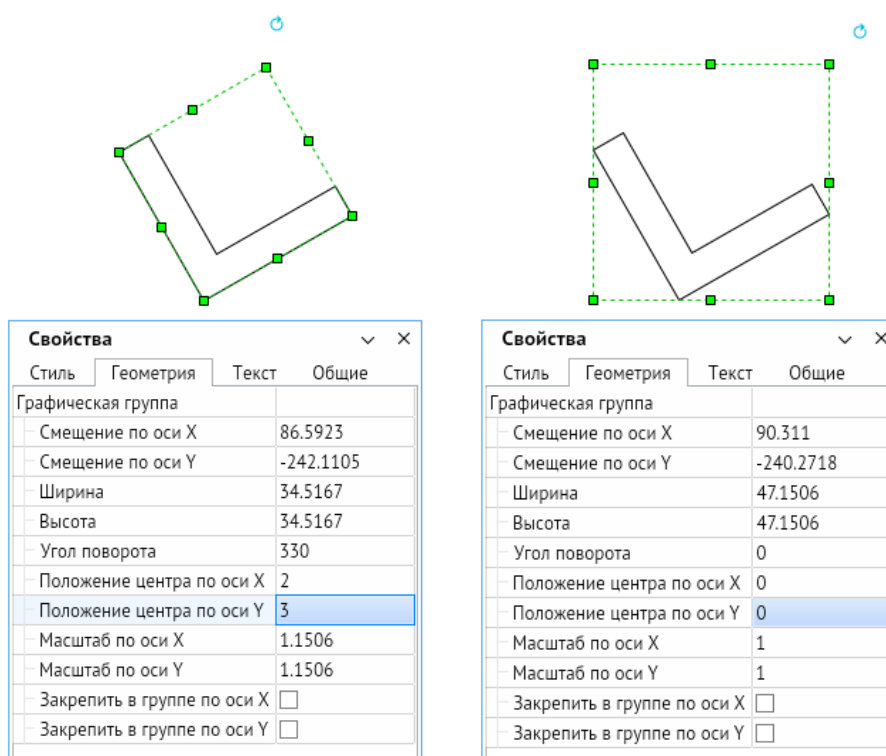 Свойства
Стиль Геометрия Текст Общие
Графическая группа
Смещение по оси X 86.5923
Смещение по оси Y -242.1105
Ширина 34.5167
Высота 34.5167
Угол поворота 330
Положение центра по оси X 2
Положение центра по оси Y 3
Масштаб по оси X 1.1506
Масштаб по оси Y 1.1506
Закрепить в группе по оси X
Закрепить в группе по оси Y
Свойства
Стиль Геометрия Текст Общие
Графическая группа
Смещение по оси X 90.311
Смещение по оси Y -240.2718
Ширина 47.1506
Высота 47.1506
Угол поворота 0
Положение центра по оси X 0
Положение центра по оси Y 0
Масштаб по оси X 1
Масштаб по оси Y 1
Закрепить в группе по оси X
Закрепить в группе по оси Y